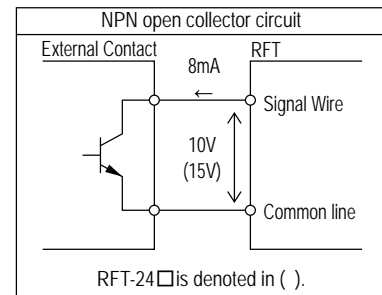 NPN open collector circuit
External Contact
RFT
8mA
←
Signal Wire
10V
(15V)
Common line
RFT-24□is denoted in ( ).